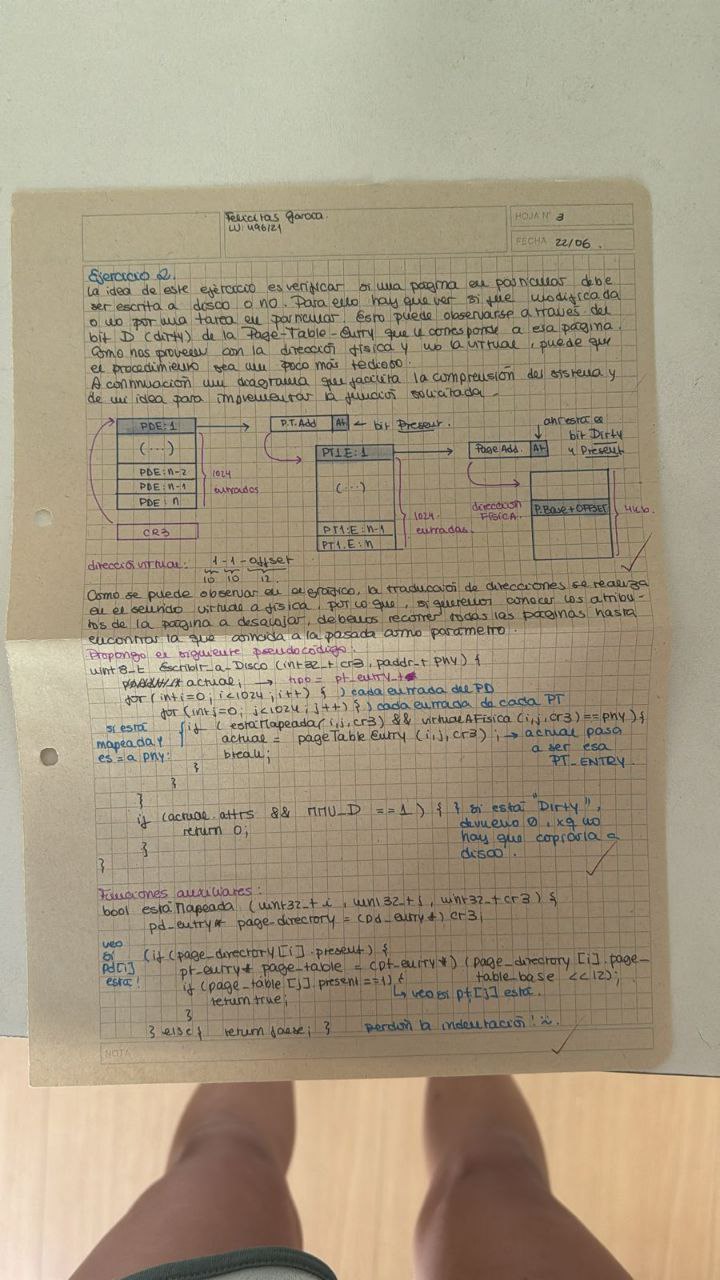 Felicitas
LU: 496/21
HOJA N° 3
FECHA 22/06.
Ejercicio 2.
La idea de este ejercicio es verificar si una página en particular debe
ser escrita a disco o no. Para ello hay que ver si fue modificada
o no por una tarea en particular. Esto puede observarse a través del
bit D (dirty) de la Page-Table-Entry que le corresponde a esa página.
Como nos proveen con la dirección física y no la virtual, puede que
el procedimiento sea un poco más tedioso.
A continuación un diagrama que facilita la comprensión del sistema y
de mi idea para implementar la función solicitada.
PDE: 1
(...)
PDE: n-2
PDE: n-1
PDE: n
1024 entradas
CR3
P.T. Add
At
← bit Present.
PT1.E: 1
(...)
PT1.E: n-1
PT1.E: n
1024 entradas.
Page Add.
At
ahí está el
bit Dirty
y Present
dirección
FÍSICA.
P.Base + OFFSET
4Kib.
dirección virtual: 1-1-offset
10 10 12.
Como se puede observar en el gráfico, la traducción de direcciones se realiza
en el sentido virtual a física, por lo que, si queremos conocer los atribu-
tos de la página a desalojar, debemos recorrer todas las páginas hasta
encontrar la que coincida a la pasada como parámetro.
Propongo el siguiente pseudocódigo:
uint8_t Escribir_a_Disco (int32_t cr3, paddr_t phy) {
actual; → tipo = pt_entry_t
for (int i=0; i<1024; i++) { } cada entrada del PD
for (int j=0; j<1024; j++) { } cada entrada de cada PT
si está
mapeada y
es = a phy:
if (estaMapeada(i,j,cr3) && virtualAFisica (i,j,cr3) == phy) {
actual = pageTableEntry (i,j,cr3); → actual pasa
a ser esa
PT_ENTRY
break;
}
}
}
if (actual.attrs && MMU_D == 1) { } si está "Dirty",
devuelvo 0, xq no
hay que copiarla a
disco.
return 0;
}
}
Funciones auxiliares:
bool estaMapeada (uint32_t i, uint32_t j, uint32_t cr3) {
pd_entry* page_directory = (pd_entry*) cr3;
veo
si
pd[i]
está!
(if (page_directory[i].present) {
pt_entry* page_table = (pt_entry*) (page_directory [i].page_
table_base << 12);
if (page_table[j].present == 1) {
↳ veo si pt[j] está.
return true;
}
} else { return false; }
perdón la indentación! :)
NOTA